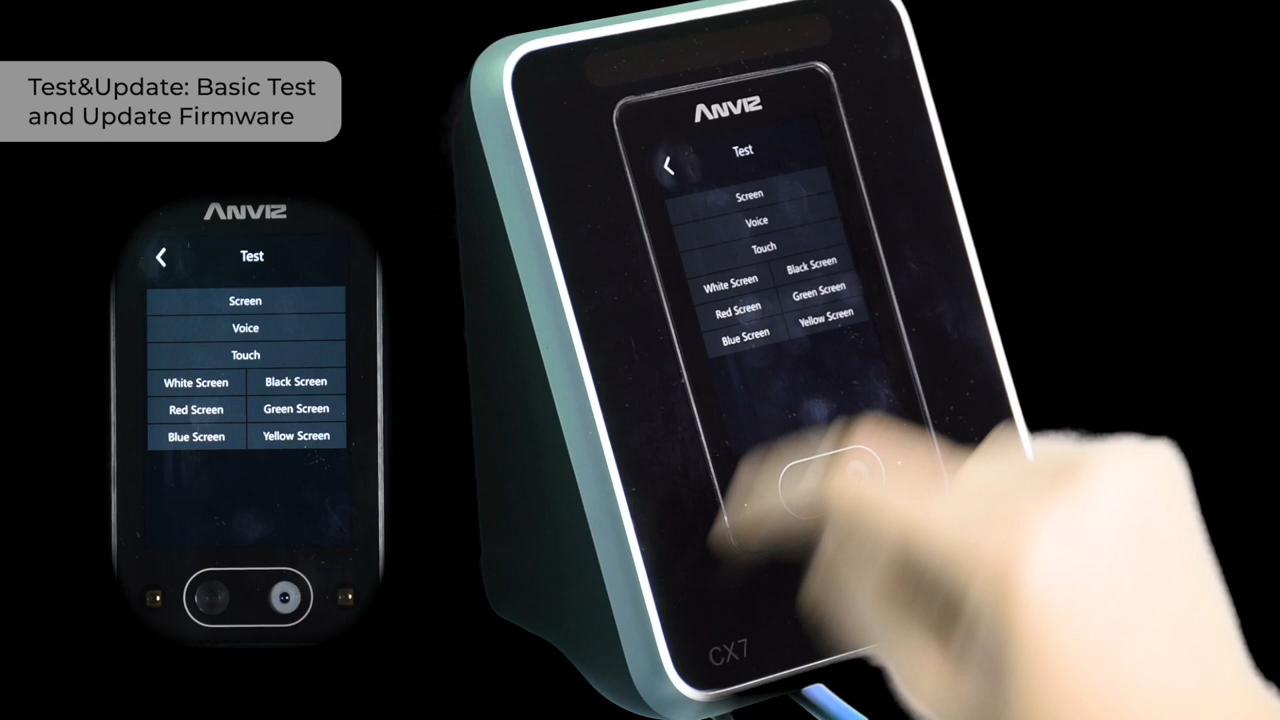 Test&Update: Basic Test
and Update Firmware
ANVIZ
Test
Screen
Voice
Touch
White Screen Black Screen
Red Screen Green Screen
Blue Screen Yellow Screen
ANVIZ
Test
Screen
Voice
Touch
White Screen Black Screen
Red Screen Green Screen
Blue Screen Yellow Screen
CX7